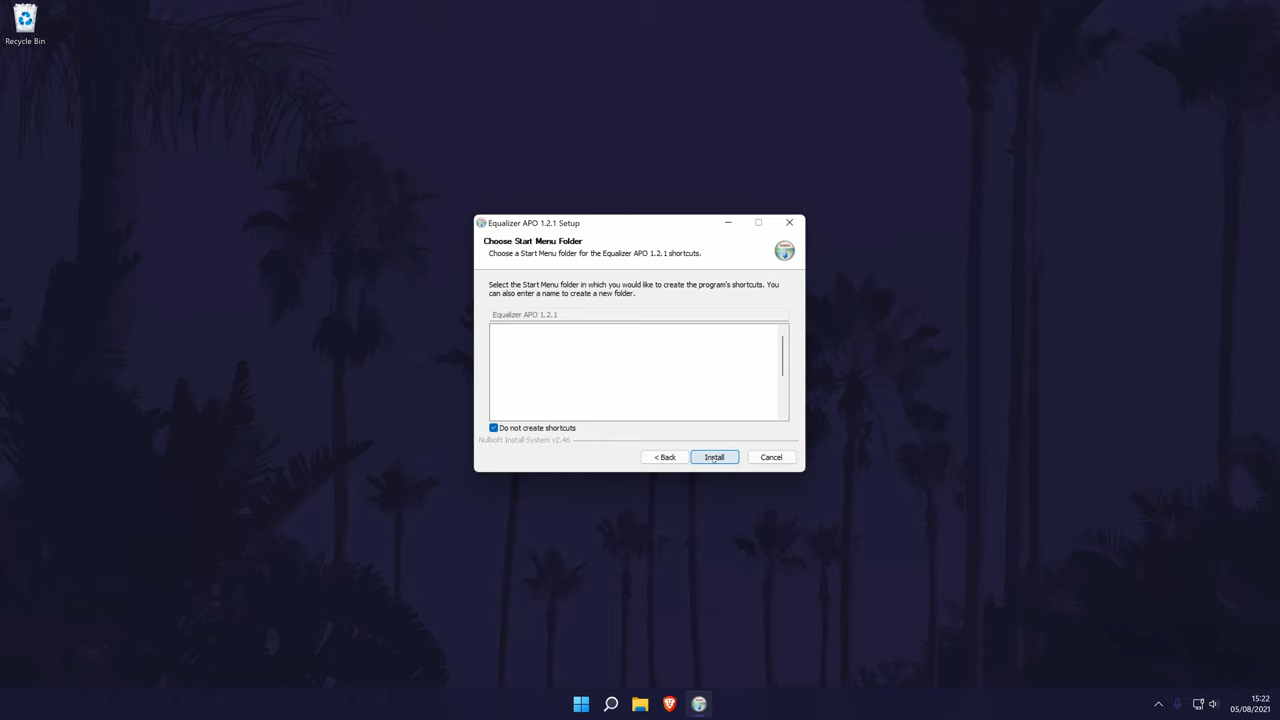 Recycle Bin
Equalizer APO 1.2.1 Setup
Choose Start Menu Folder
Choose a Start Menu folder for the Equalizer APO 1.2.1 shortcuts.
Select the Start Menu folder in which you would like to create the program's shortcuts. You
can also enter a name to create a new folder.
Equalizer APO 1.2.1
Do not create shortcuts
Nullsoft Install System v2.46
< Back
Install
Cancel
15:22
05/08/2021